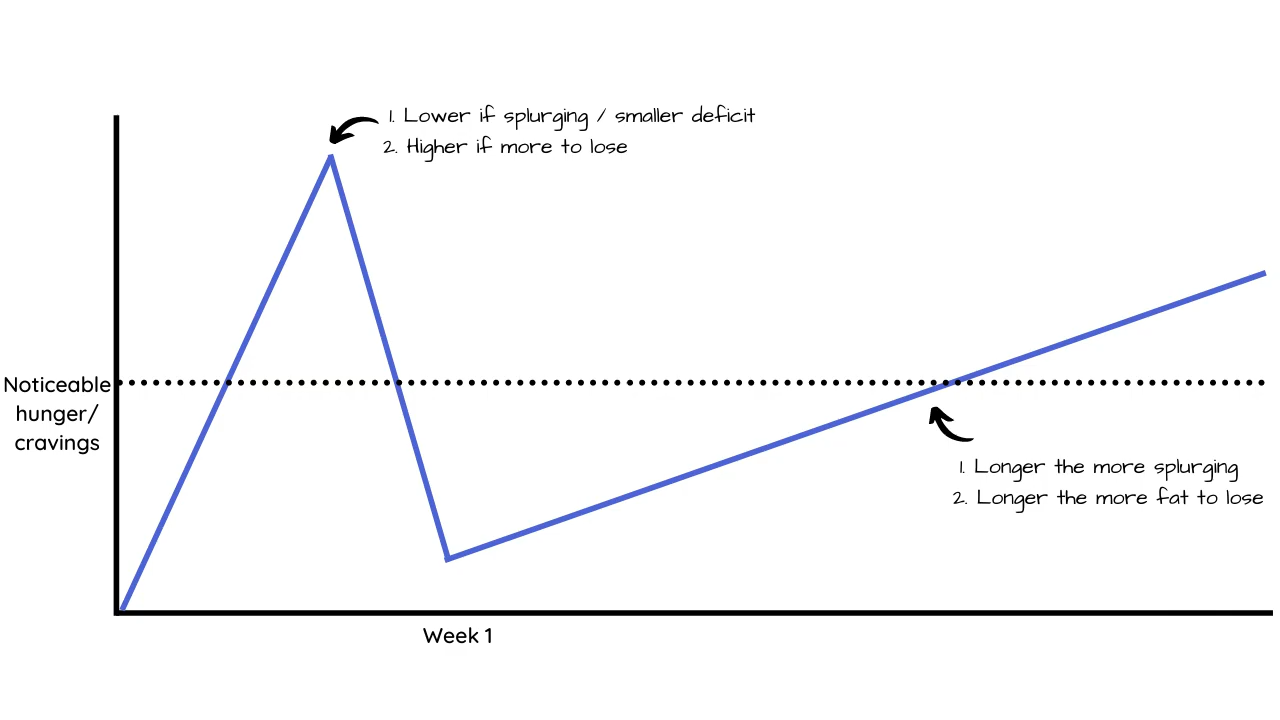 1. Lower if splurging / smaller deficit
2. Higher if more to lose
Noticeable
hunger/
cravings
1. Longer the more splurging
2. Longer the more fat to lose
Week 1